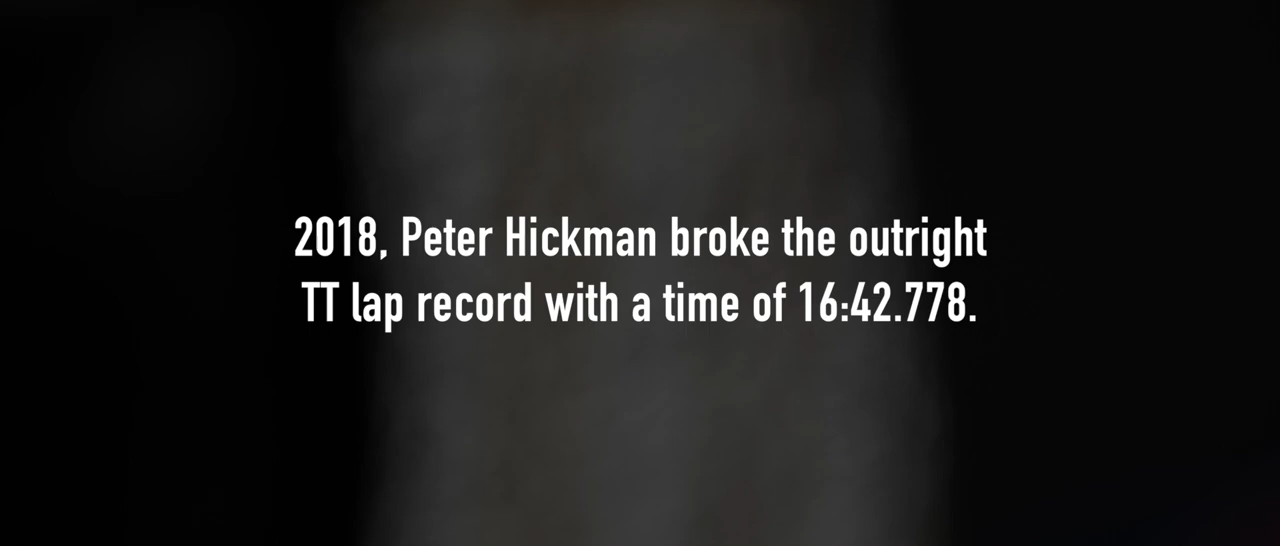 2018, Peter Hickman broke the outright
TT lap record with a time of 16:42.778.